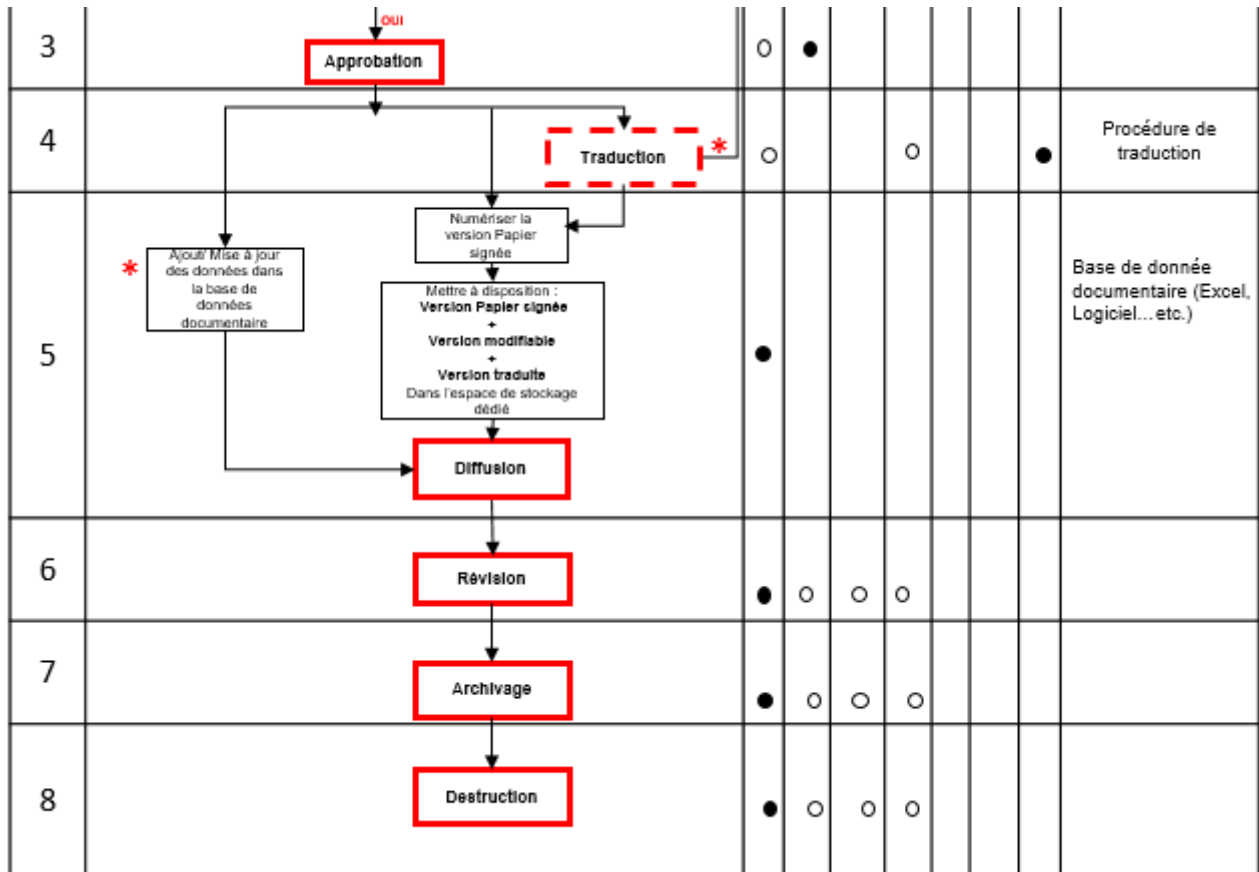 OUI
3
Approbation
4
Traduction
*
Procédure de
traduction
5
Numériser la
version Papier
signée
*
Ajout/ Mise à jour
des données dans
la base de
données
documentaire
Mettre à disposition :
Version Papier signée
+
Version modifiable
+
Version traduite
Dans l'espace de stockage
dédié
Base de donnée
documentaire (Excel,
Logiciel...etc.)
Diffusion
6
Révision
7
Archivage
8
Destruction